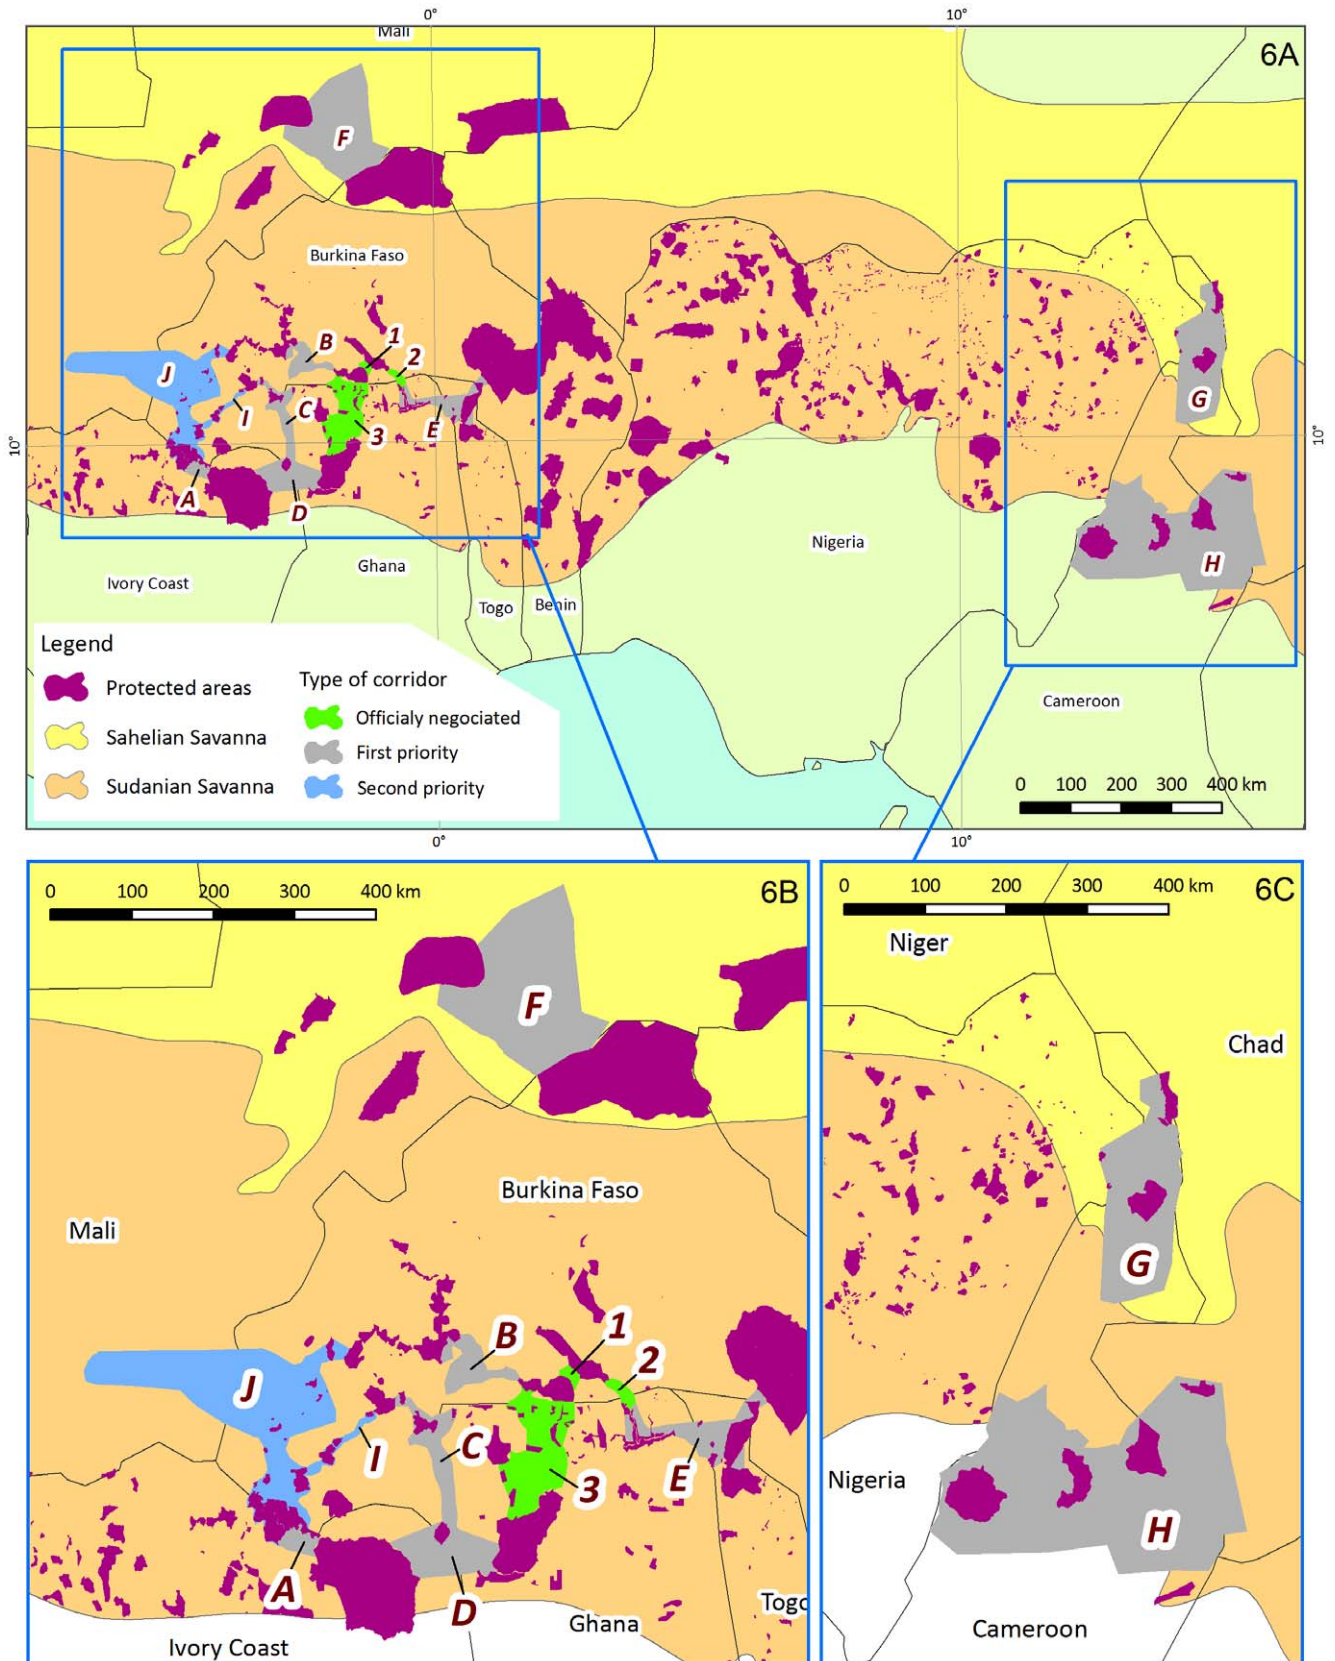 0°
10°
Mali
6A
F
Burkina Faso
B
1
2
J
I
C
3
E
G
10°
10°
A
D
H
Nigeria
Ivory Coast
Ghana
Togo
Benin
Cameroon
Legend
Protected areas
Sahelian Savanna
Sudanian Savanna
Type of corridor
Officialy negociated
First priority
Second priority
0 100 200 300 400 km
0°
10°
0 100 200 300 400 km
6B
F
Burkina Faso
Mali
B
1
2
J
I
C
3
E
A
D
Togo
Ghana
Ivory Coast
0 100 200 300 400 km
6C
Niger
Chad
G
Nigeria
H
Cameroon